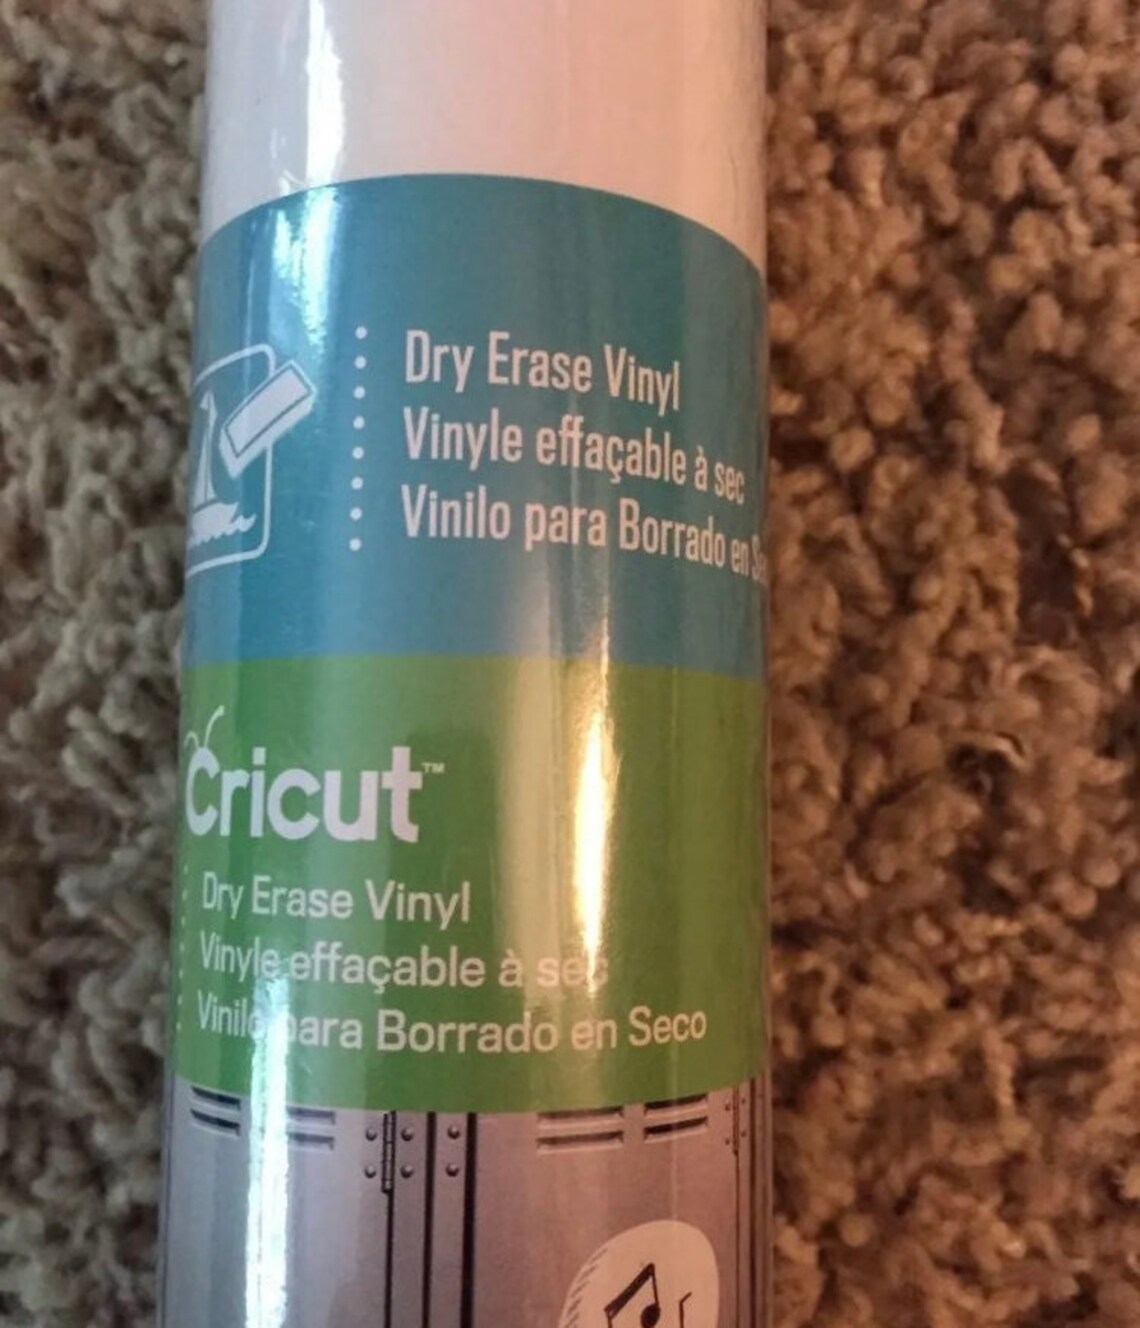 Dry Erase Vinyl
Vinyle effaçable à sec
Vinilo para Borrado en
Cricut™
Dry Erase Vinyl
Vinyle effaçable à sec
Vinilo para Borrado en Seco